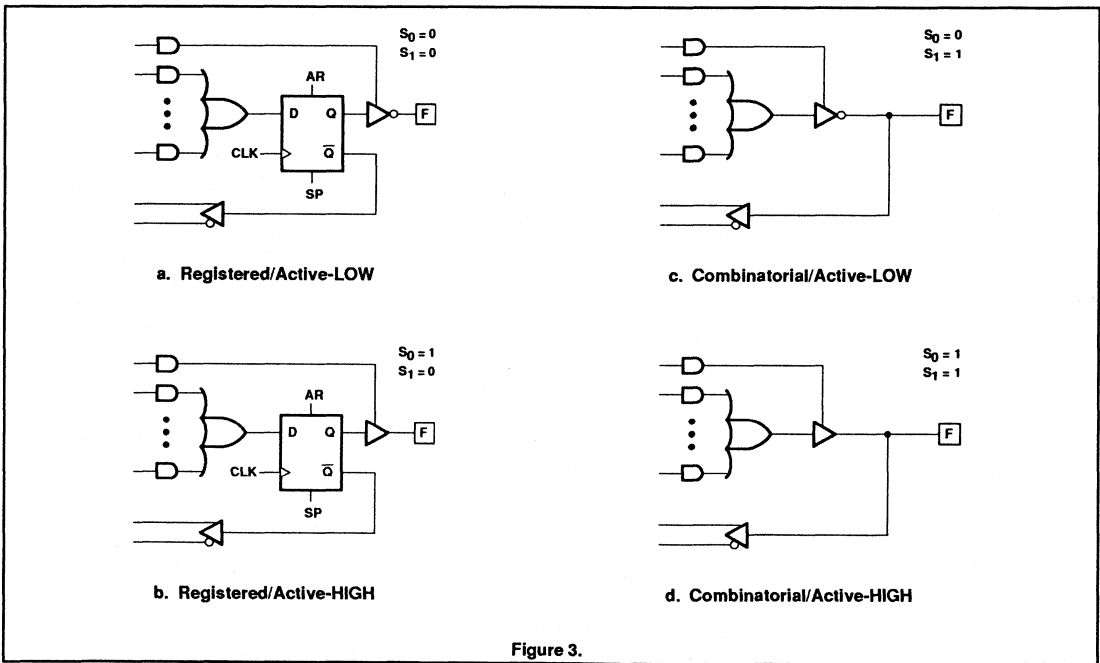 S0 = 0
S1 = 0
AR
D Q
F
CLK
Q̅
SP
a. Registered/Active-LOW
S0 = 0
S1 = 1
F
c. Combinatorial/Active-LOW
S0 = 1
S1 = 0
AR
D Q
F
CLK
Q̅
SP
b. Registered/Active-HIGH
S0 = 1
S1 = 1
F
d. Combinatorial/Active-HIGH
Figure 3.